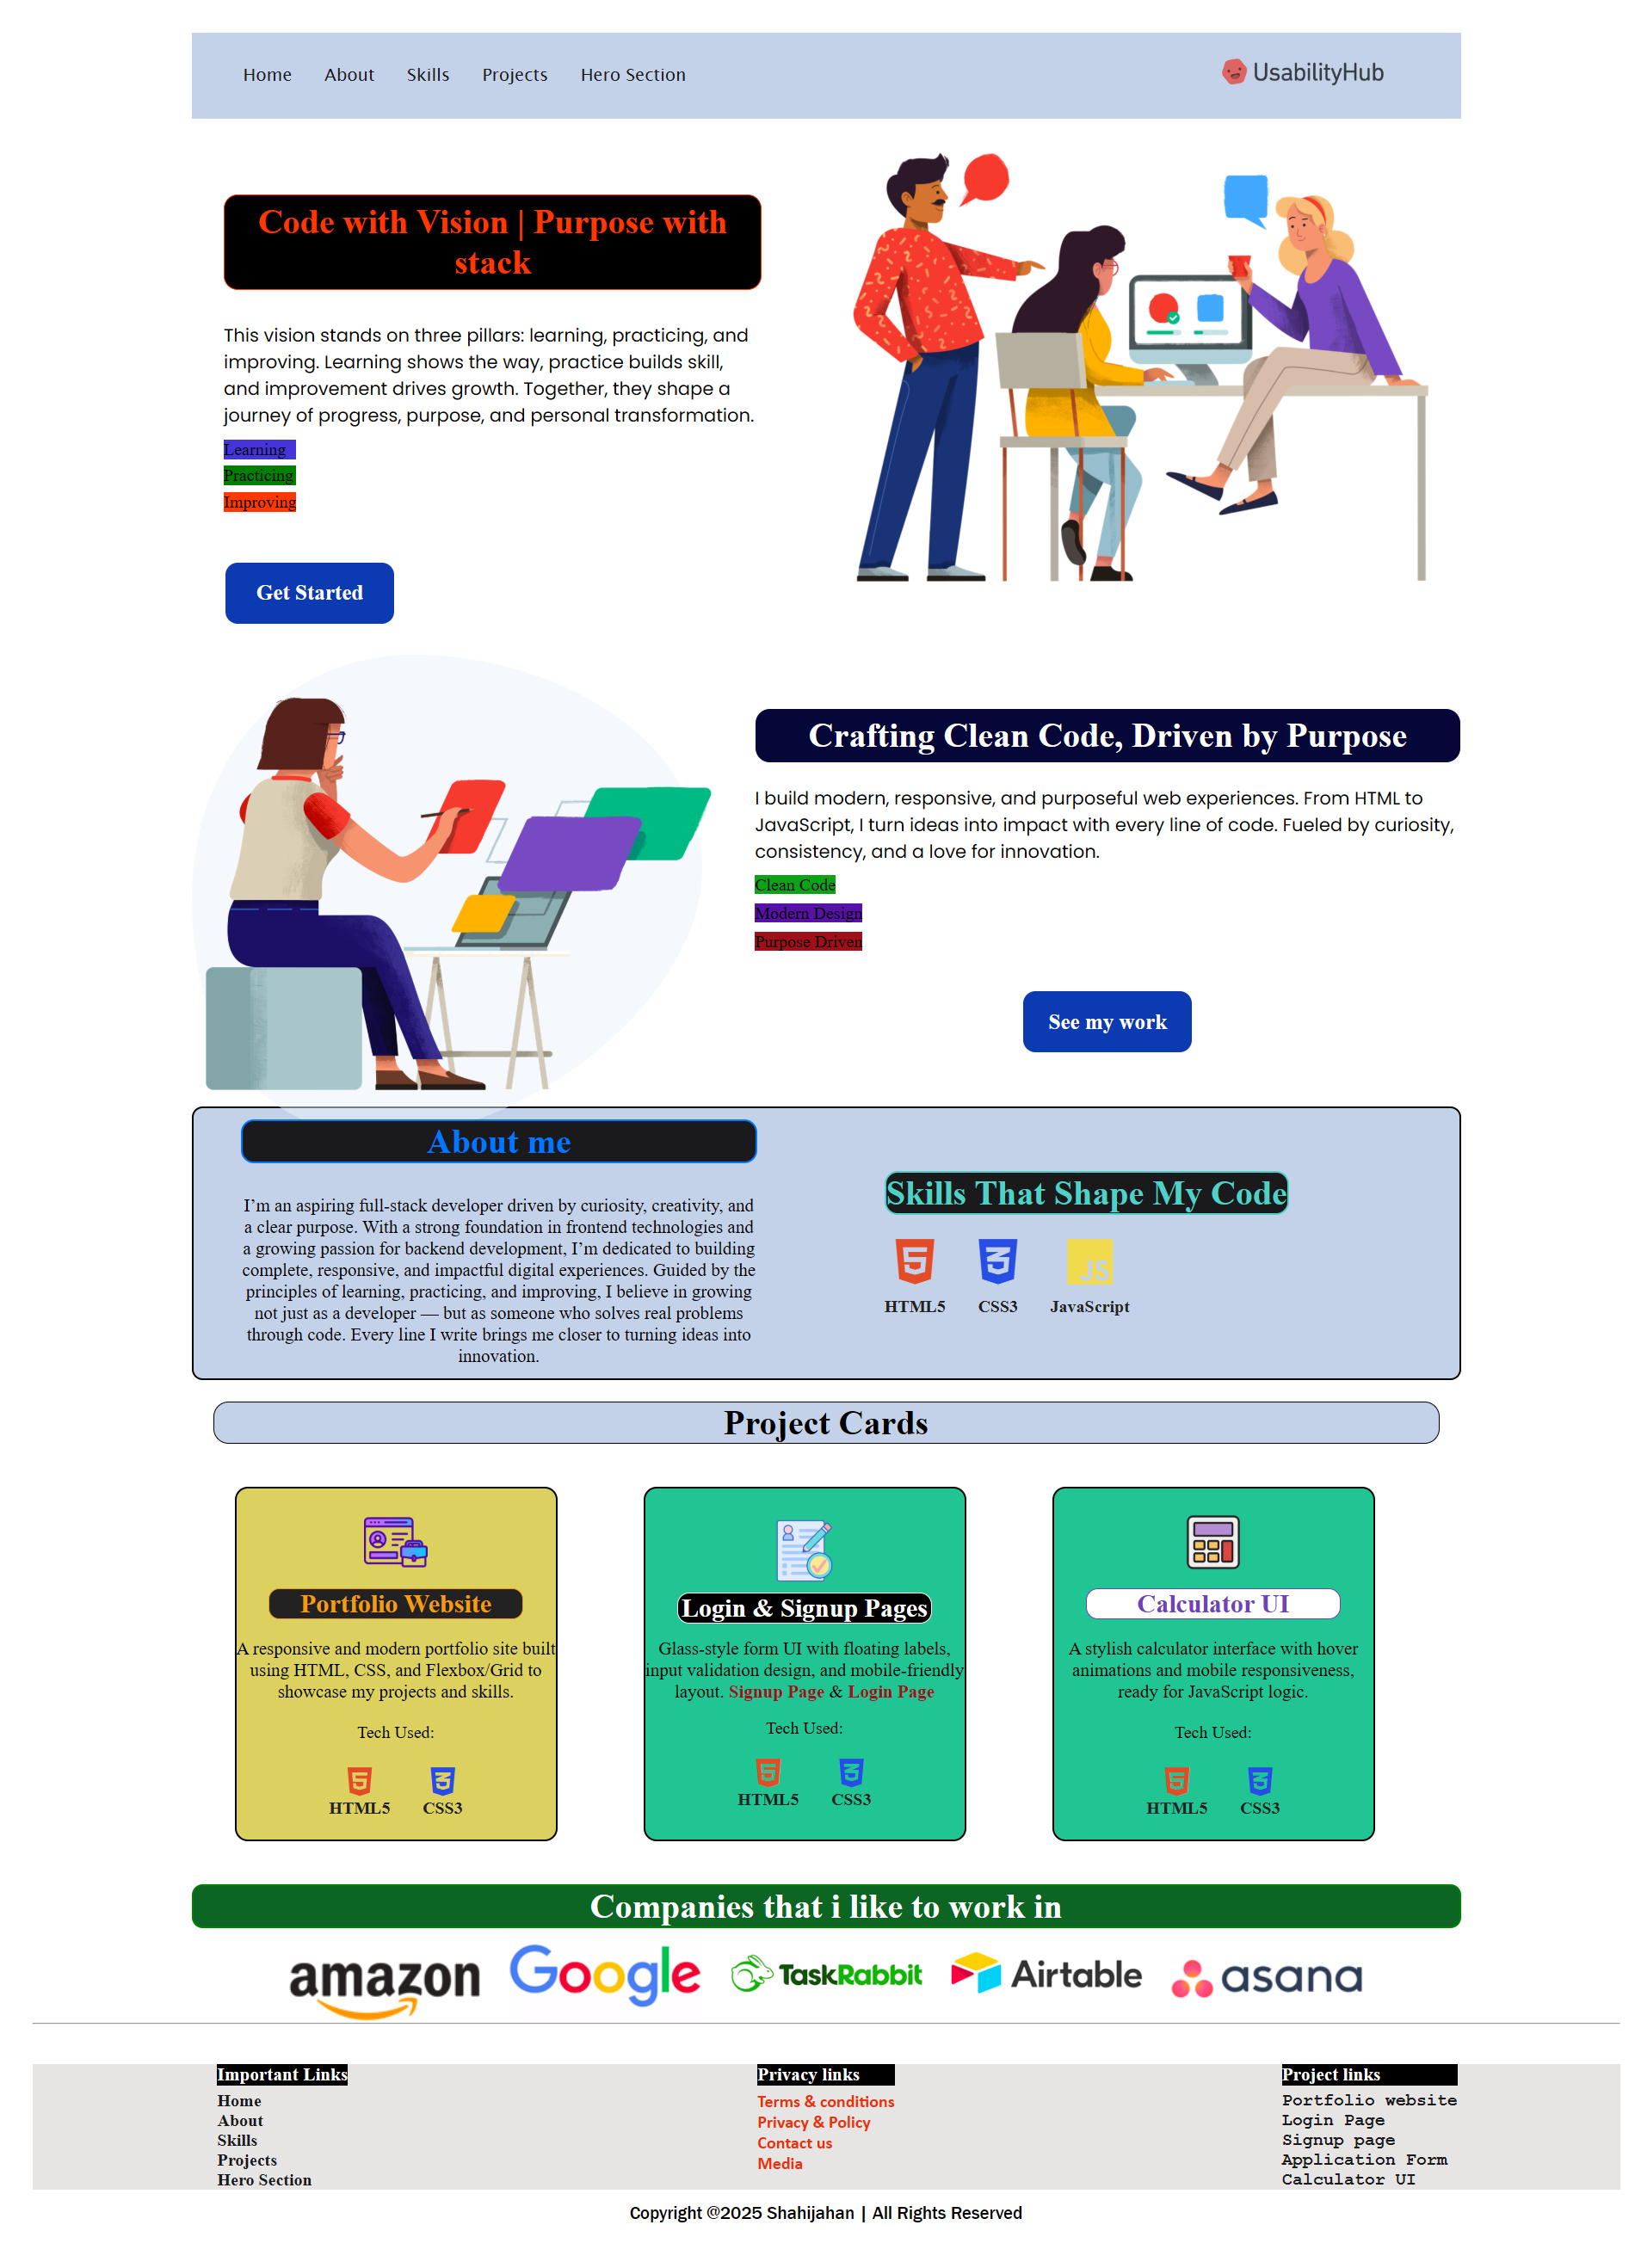 Home About Skills Projects Hero Section UsabilityHub
Code with Vision | Purpose with
stack
This vision stands on three pillars: learning, practicing, and
improving. Learning shows the way, practice builds skill,
and improvement drives growth. Together, they shape a
journey of progress, purpose, and personal transformation.
Learning
Practicing
Improving
Get Started
Crafting Clean Code, Driven by Purpose
I build modern, responsive, and purposeful web experiences. From HTML to
JavaScript, I turn ideas into impact with every line of code. Fueled by curiosity,
consistency, and a love for innovation.
Clean Code
Modern Design
Purpose Driven
See my work
About me
I’m an aspiring full-stack developer driven by curiosity, creativity, and
a clear purpose. With a strong foundation in frontend technologies and
a growing passion for backend development, I’m dedicated to building
complete, responsive, and impactful digital experiences. Guided by the
principles of learning, practicing, and improving, I believe in growing
not just as a developer — but as someone who solves real problems
through code. Every line I write brings me closer to turning ideas into
innovation.
Skills That Shape My Code
5 3 JS
HTML5 CSS3 JavaScript
Project Cards
Portfolio Website
A responsive and modern portfolio site built
using HTML, CSS, and Flexbox/Grid to
showcase my projects and skills.
Tech Used:
5 3
HTML5 CSS3
Login & Signup Pages
Glass-style form UI with floating labels,
input validation design, and mobile-friendly
layout. Signup Page & Login Page
Tech Used:
5 3
HTML5 CSS3
Calculator UI
A stylish calculator interface with hover
animations and mobile responsiveness,
ready for JavaScript logic.
Tech Used:
5 3
HTML5 CSS3
Companies that i like to work in
amazon Google TaskRabbit Airtable asana
Important Links
Home
About
Skills
Projects
Hero Section
Privacy links
Terms & conditions
Privacy & Policy
Contact us
Media
Project links
Portfolio website
Login Page
Signup page
Application Form
Calculator UI
Copyright @2025 Shahijahan | All Rights Reserved